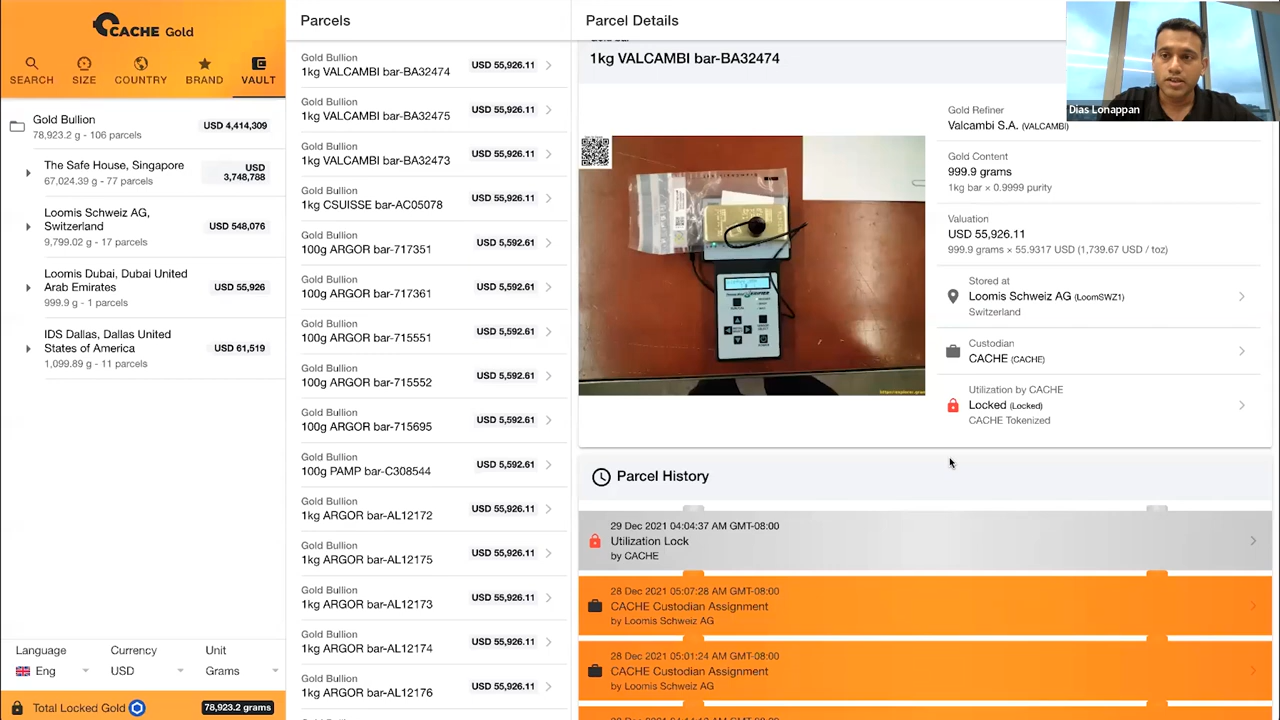 CACHE Gold
SEARCH
SIZE
COUNTRY
BRAND
VAULT
Gold Bullion
78,923.2 g - 106 parcels
USD 4,414,309
The Safe House, Singapore
67,024.39 g - 77 parcels
USD
3,748,788
Loomis Schweiz AG,
Switzerland
9,799.02 g - 17 parcels
USD 548,076
Loomis Dubai, Dubai United
Arab Emirates
999.9 g - 1 parcels
USD 55,926
IDS Dallas, Dallas United
States of America
1,099.89 g - 11 parcels
USD 61,519
Language
Eng
Currency
USD
Unit
Grams
Total Locked Gold
78,923.2 grams
Parcels
Gold Bullion
1kg VALCAMBI bar-BA32474
USD 55,926.11
Gold Bullion
1kg VALCAMBI bar-BA32475
USD 55,926.11
Gold Bullion
1kg VALCAMBI bar-BA32473
USD 55,926.11
Gold Bullion
1kg CSUISSE bar-AC05078
USD 55,926.11
Gold Bullion
100g ARGOR bar-717351
USD 5,592.61
Gold Bullion
100g ARGOR bar-717361
USD 5,592.61
Gold Bullion
100g ARGOR bar-715551
USD 5,592.61
Gold Bullion
100g ARGOR bar-715552
USD 5,592.61
Gold Bullion
100g ARGOR bar-715695
USD 5,592.61
Gold Bullion
100g PAMP bar-C308544
USD 5,592.61
Gold Bullion
1kg ARGOR bar-AL12172
USD 55,926.11
Gold Bullion
1kg ARGOR bar-AL12175
USD 55,926.11
Gold Bullion
1kg ARGOR bar-AL12173
USD 55,926.11
Gold Bullion
1kg ARGOR bar-AL12174
USD 55,926.11
Gold Bullion
1kg ARGOR bar-AL12176
USD 55,926.11
Parcel Details
1kg VALCAMBI bar-BA32474
Dias Lonappan
Gold Refiner
Valcambi S.A. (VALCAMBI)
Gold Content
999.9 grams
1kg bar × 0.9999 purity
Valuation
USD 55,926.11
999.9 grams × 55.9317 USD (1,739.67 USD / toz)
Stored at
Loomis Schweiz AG (LoomSWZ1)
Switzerland
Custodian
CACHE (CACHE)
Utilization by CACHE
Locked (Locked)
CACHE Tokenized
Parcel History
29 Dec 2021 04:04:37 AM GMT-08:00
Utilization Lock
by CACHE
28 Dec 2021 05:07:28 AM GMT-08:00
CACHE Custodian Assignment
by Loomis Schweiz AG
28 Dec 2021 05:01:24 AM GMT-08:00
CACHE Custodian Assignment
by Loomis Schweiz AG